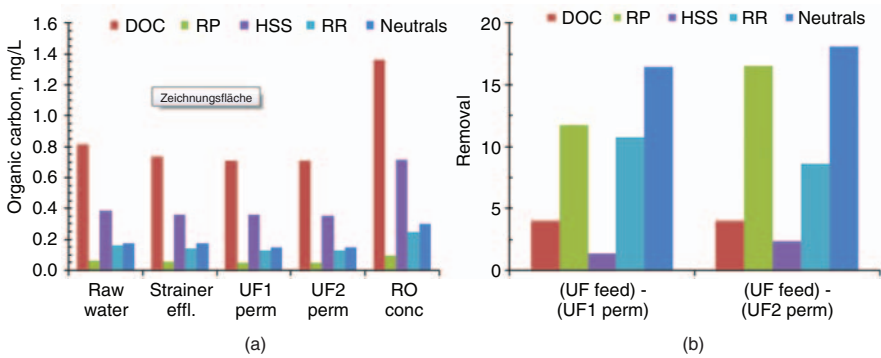 DOC RP HSS RR Neutrals
Organic carbon, mg/L
1.6
1.4
1.2
1.0
0.8
0.6
0.4
0.2
0.0
Zeichnungsfläche
Raw water
Strainer effl.
UF1 perm
UF2 perm
RO conc
(a)
DOC RP HSS RR Neutrals
Removal
20
15
10
5
0
(UF feed) - (UF1 perm)
(UF feed) - (UF2 perm)
(b)